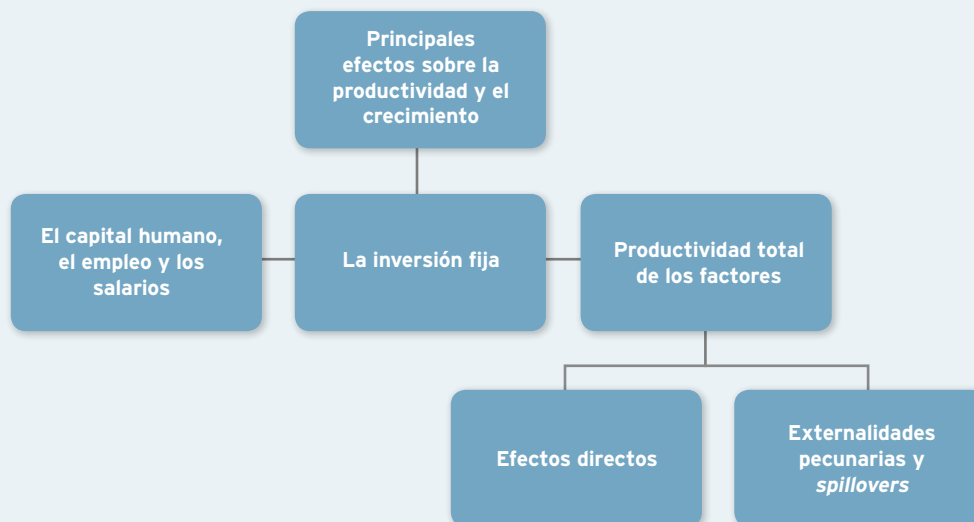 Principales
efectos sobre la
productividad y el
crecimiento
El capital humano,
el empleo y los
salarios
La inversión fija
Productividad total
de los factores
Efectos directos
Externalidades
pecunarias y
spillovers